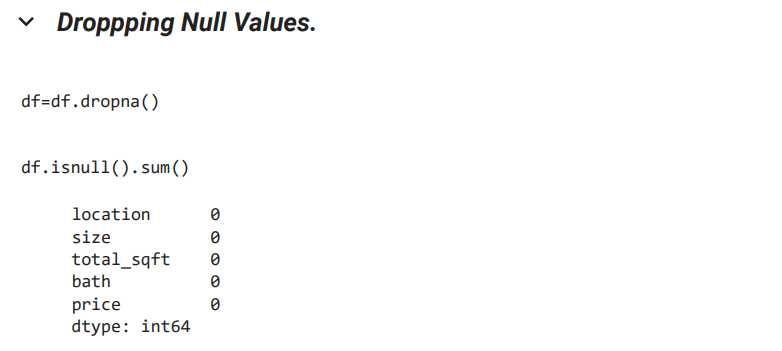 Droppping Null Values.
df=df.dropna()
df.isnull().sum()
location 0
size 0
total_sqft 0
bath 0
price 0
dtype: int64